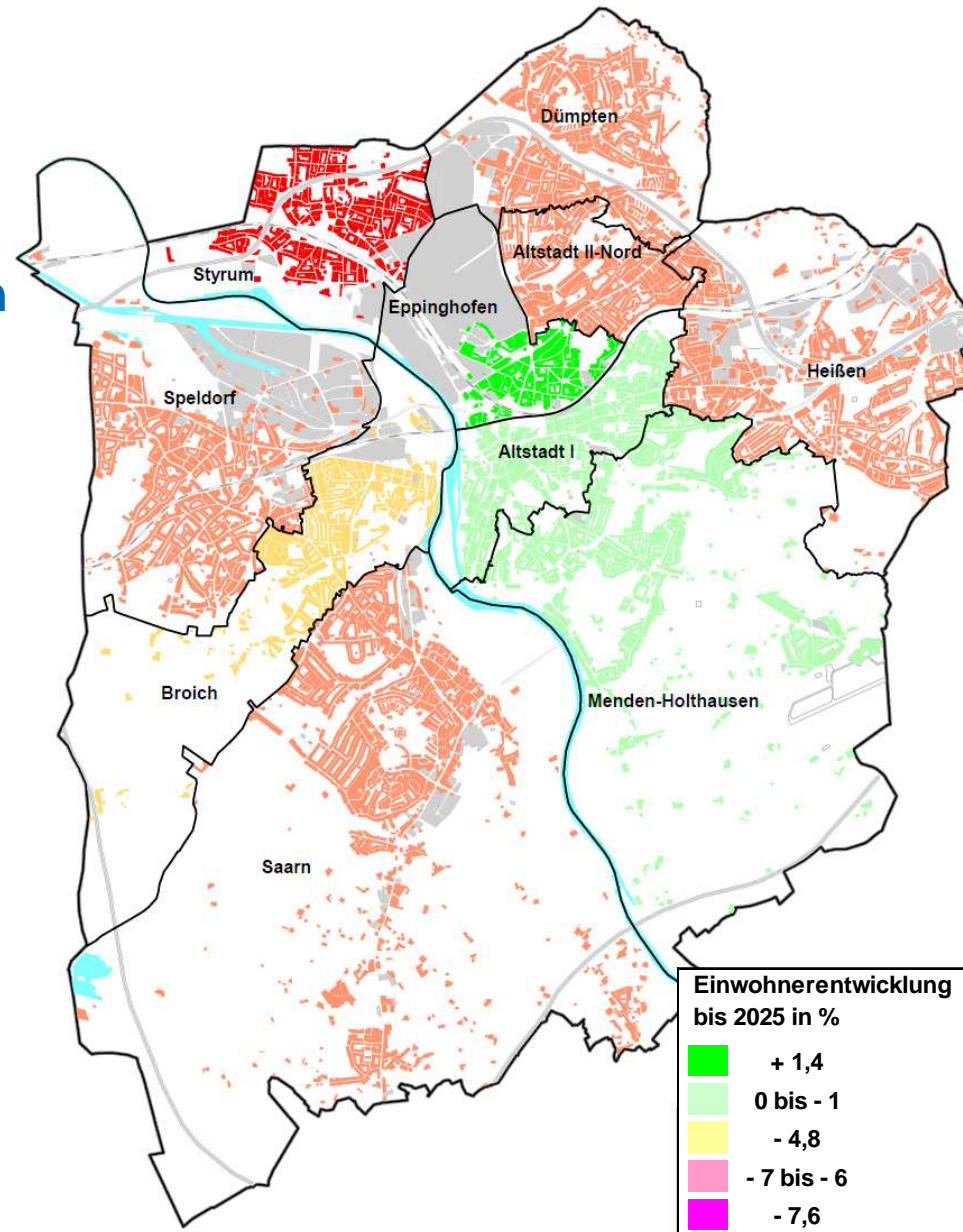 Dümpten
Altstadt II-Nord
Styrum
Eppinghofen
Heißen
Speldorf
Altstadt I
Broich
Menden-Holthausen
Saarn
n
Einwohnerentwicklung
bis 2025 in %
+ 1,4
0 bis - 1
- 4,8
- 7 bis - 6
- 7,6